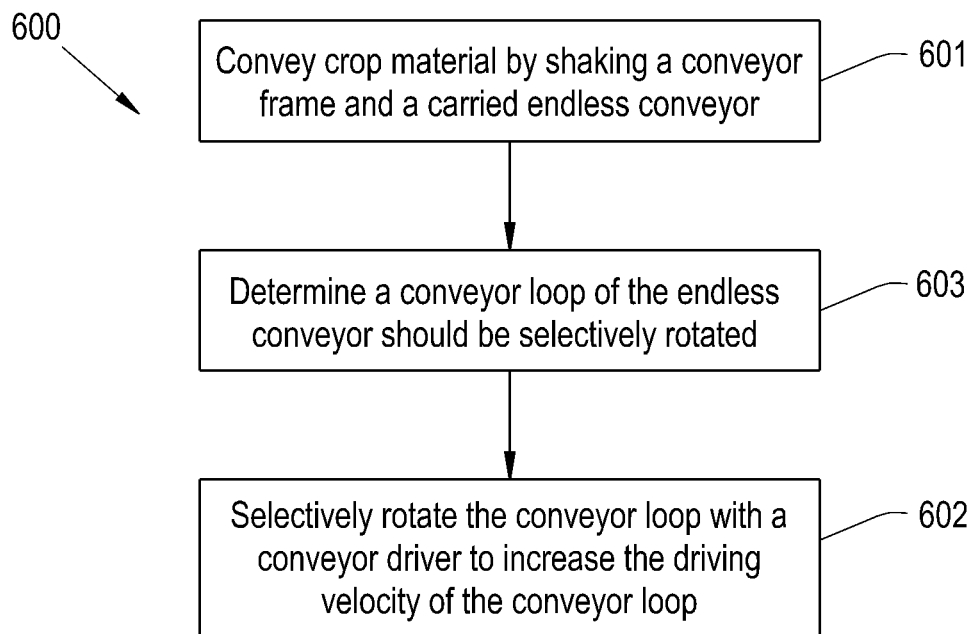 600
Convey crop material by shaking a conveyor
frame and a carried endless conveyor
601
Determine a conveyor loop of the endless
conveyor should be selectively rotated
603
Selectively rotate the conveyor loop with a
conveyor driver to increase the driving
velocity of the conveyor loop
602